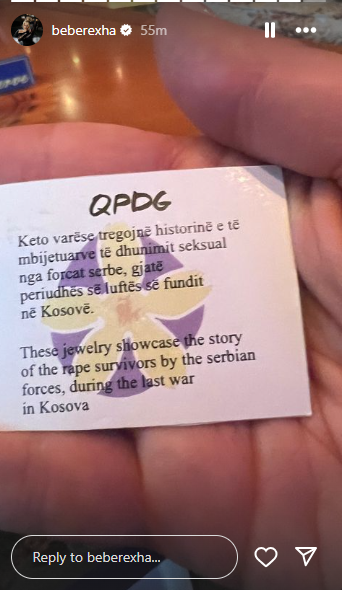 beberexha 55m
QPDG
Keto varëse tregojnë historinë e të
mbijetuarve të dhunimit seksual
nga forcat serbe, gjatë
periudhës së luftës së fundit
në Kosovë.
These jewelry showcase the story
of the rape survivors by the serbian
forces, during the last war
in Kosova
Reply to beberexha...